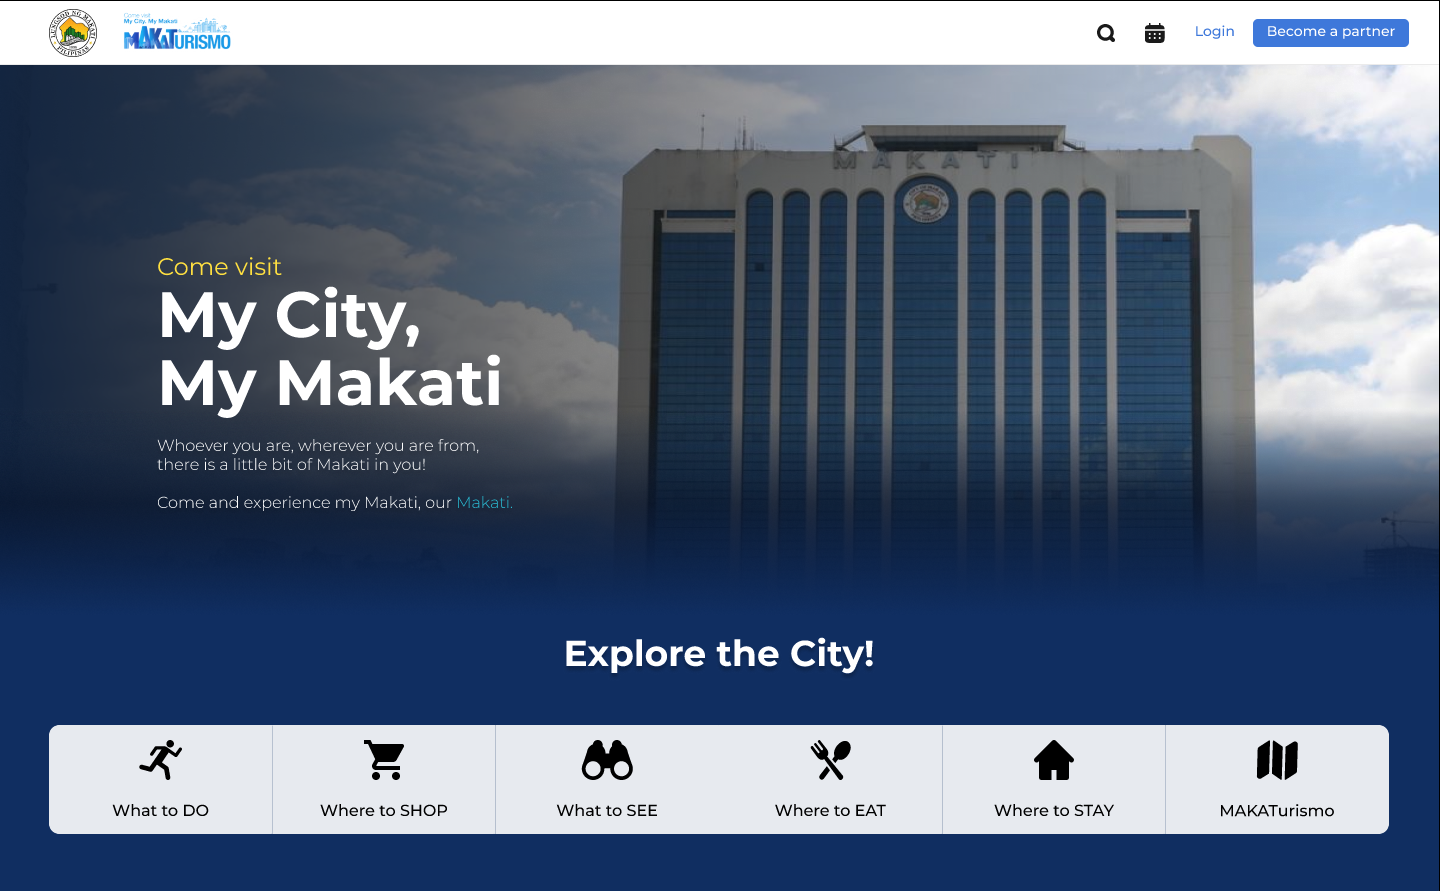 LUNGSOD NG MAKATI
PILIPINAS
Come visit
My City, My Makati
MAKATURISMO
Login
Become a partner
MAKATI
Come visit
My City,
My Makati
Whoever you are, wherever you are from,
there is a little bit of Makati in you!
Come and experience my Makati, our Makati.
Explore the City!
What to DO
Where to SHOP
What to SEE
Where to EAT
Where to STAY
MAKATurismo